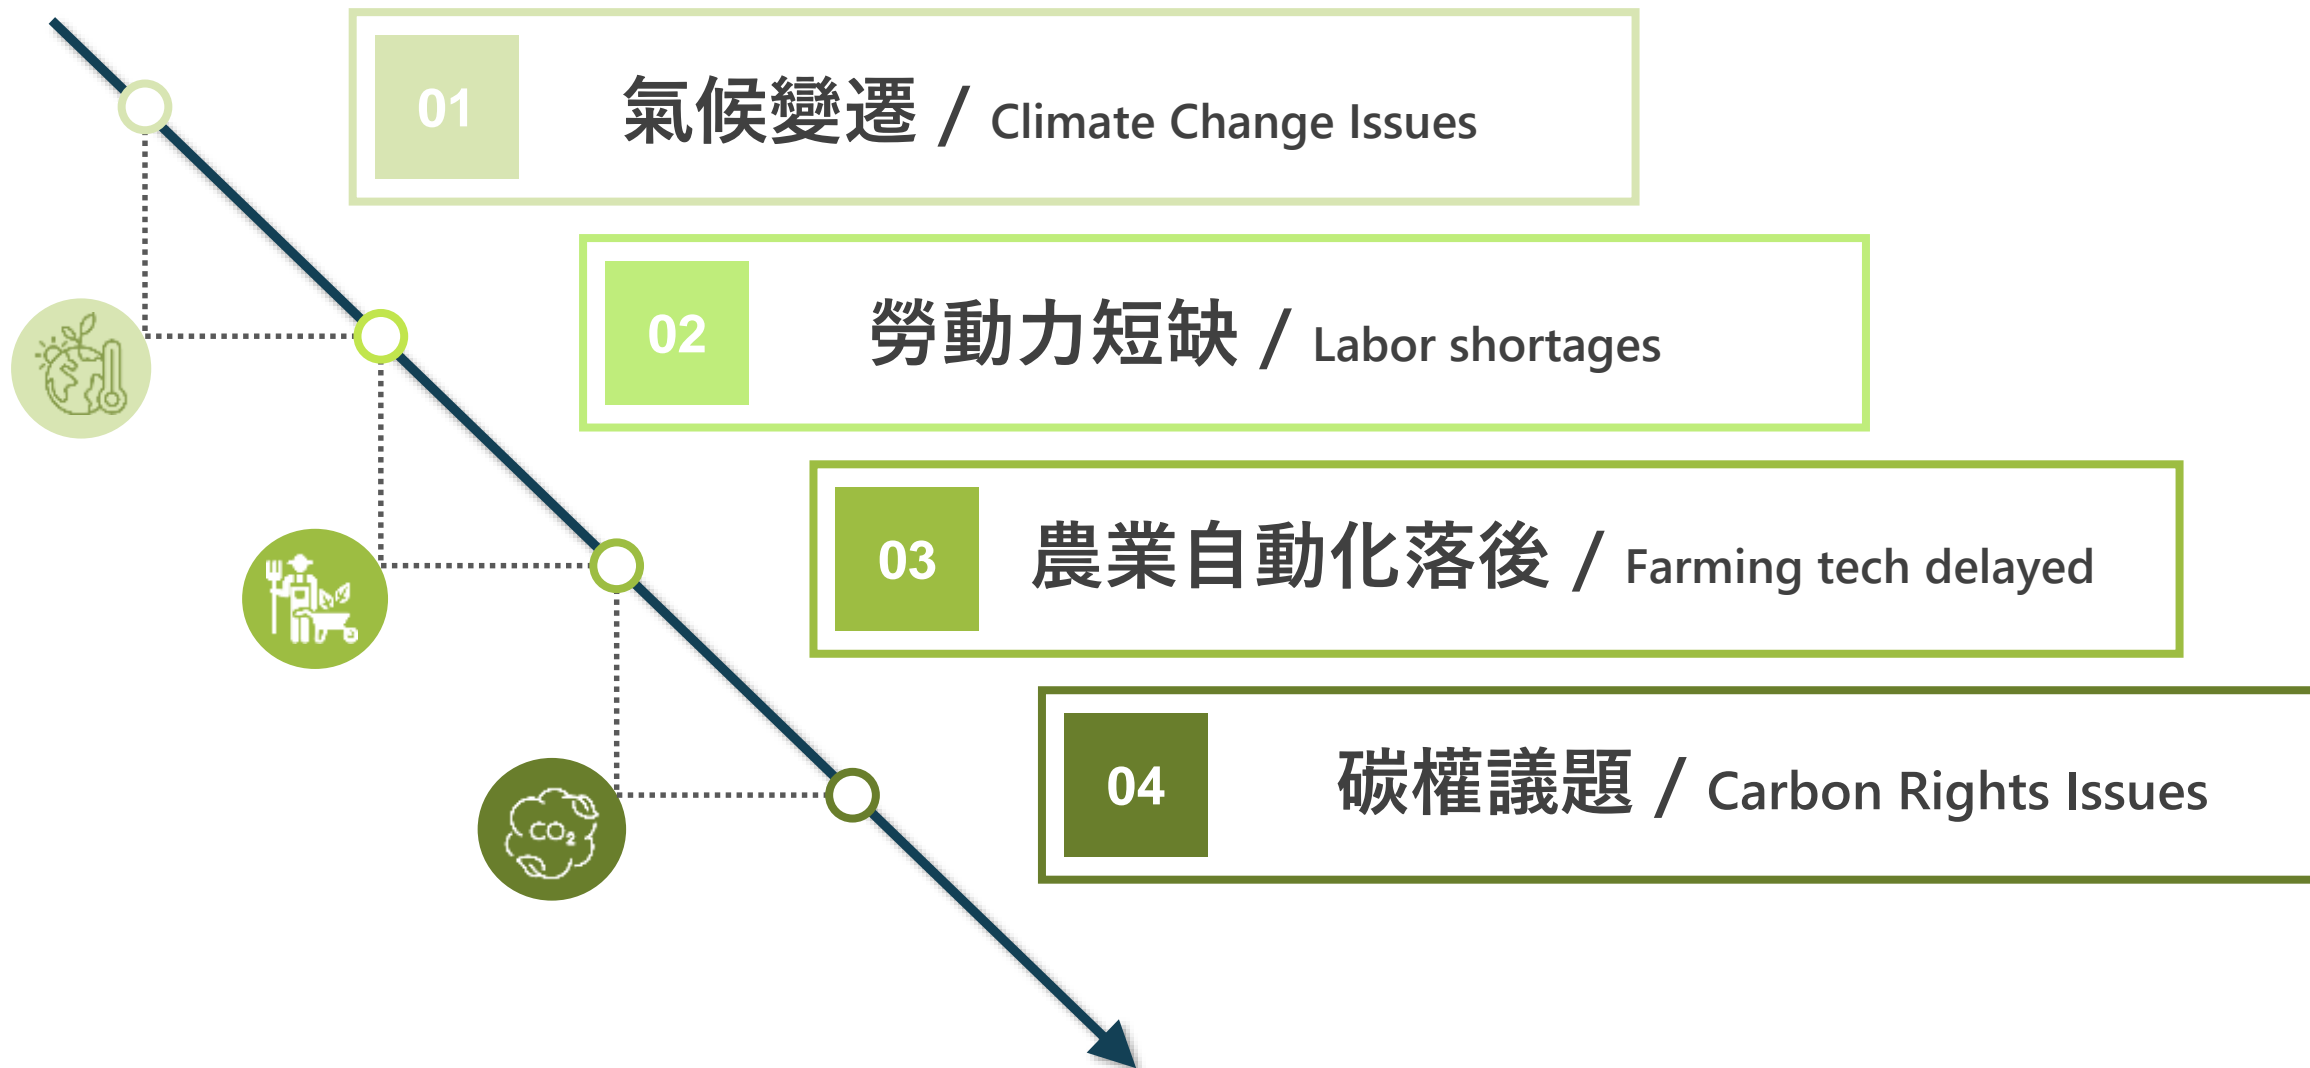 01
氣候變遷 / Climate Change Issues
02
勞動力短缺 / Labor shortages
03
農業自動化落後 / Farming tech delayed
04
碳權議題 / Carbon Rights Issues
CO₂